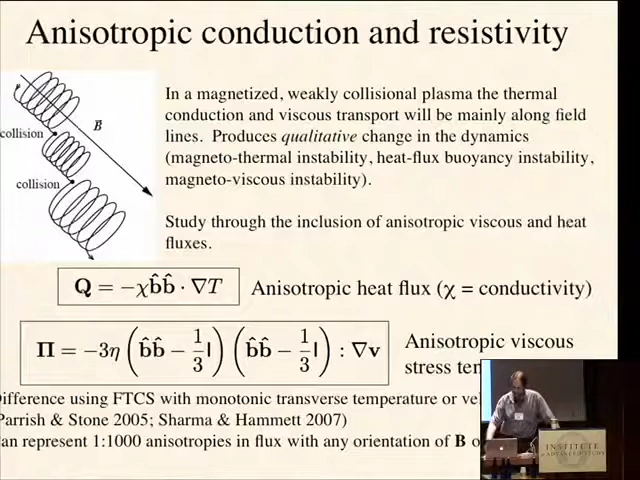 Anisotropic conduction and resistivity
In a magnetized, weakly collisional plasma the thermal
conduction and viscous transport will be mainly along field
lines. Produces qualitative change in the dynamics
(magneto-thermal instability, heat-flux buoyancy instability,
magneto-viscous instability).
collision
B⃗
collision
Study through the inclusion of anisotropic viscous and heat
fluxes.
Q = −χb̂b̂ · ∇T
Anisotropic heat flux (χ = conductivity)
Π = −3η (b̂b̂ − 1/3 I) (b̂b̂ − 1/3 I) : ∇v
Anisotropic viscous
stress
ifference using FTCS with monotonic transverse temperature or
Parrish & Stone 2005; Sharma & Hammett 2007)
an represent 1:1000 anisotropies in flux with any orientation of B
INSTITUTE
ADVANCED STUDY